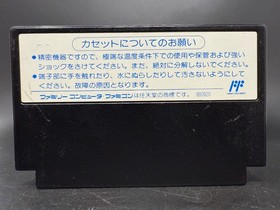 カセットについてのお願い
●精密機器ですので、極端な温度条件下での使用や保管および強い
ショックをさけてください。また、絶対に分解しないでください。
●端子部に手を触れたり、水にぬらしたりして汚さないようにして
ください。故障の原因となります。
ファミリーコンピュータ ファミコンは任天堂の商標です。